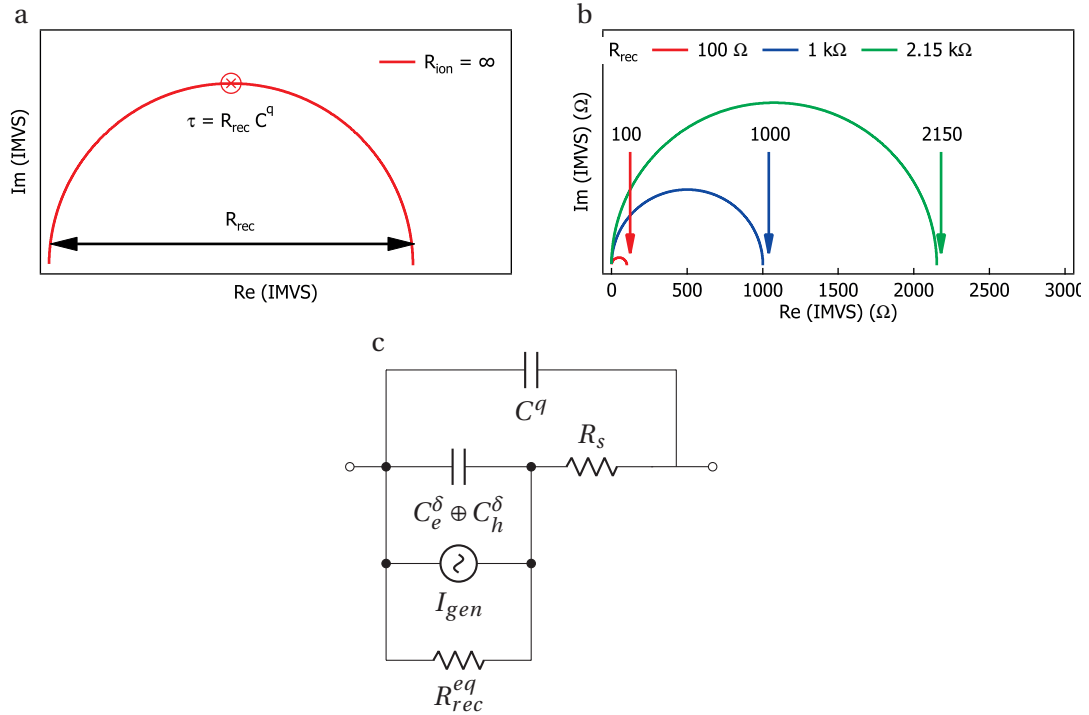 a
R_ion = ∞
τ = R_rec C^q
R_rec
Im (IMVS)
Re (IMVS)
b
R_rec 100 Ω 1 kΩ 2.15 kΩ
100 1000 2150
Im (IMVS) (Ω)
0 500 1000 1500 2000 2500 3000
Re (IMVS) (Ω)
c
C^q
R_s
C_e^δ ⊕ C_h^δ
I_gen
R_rec^eq